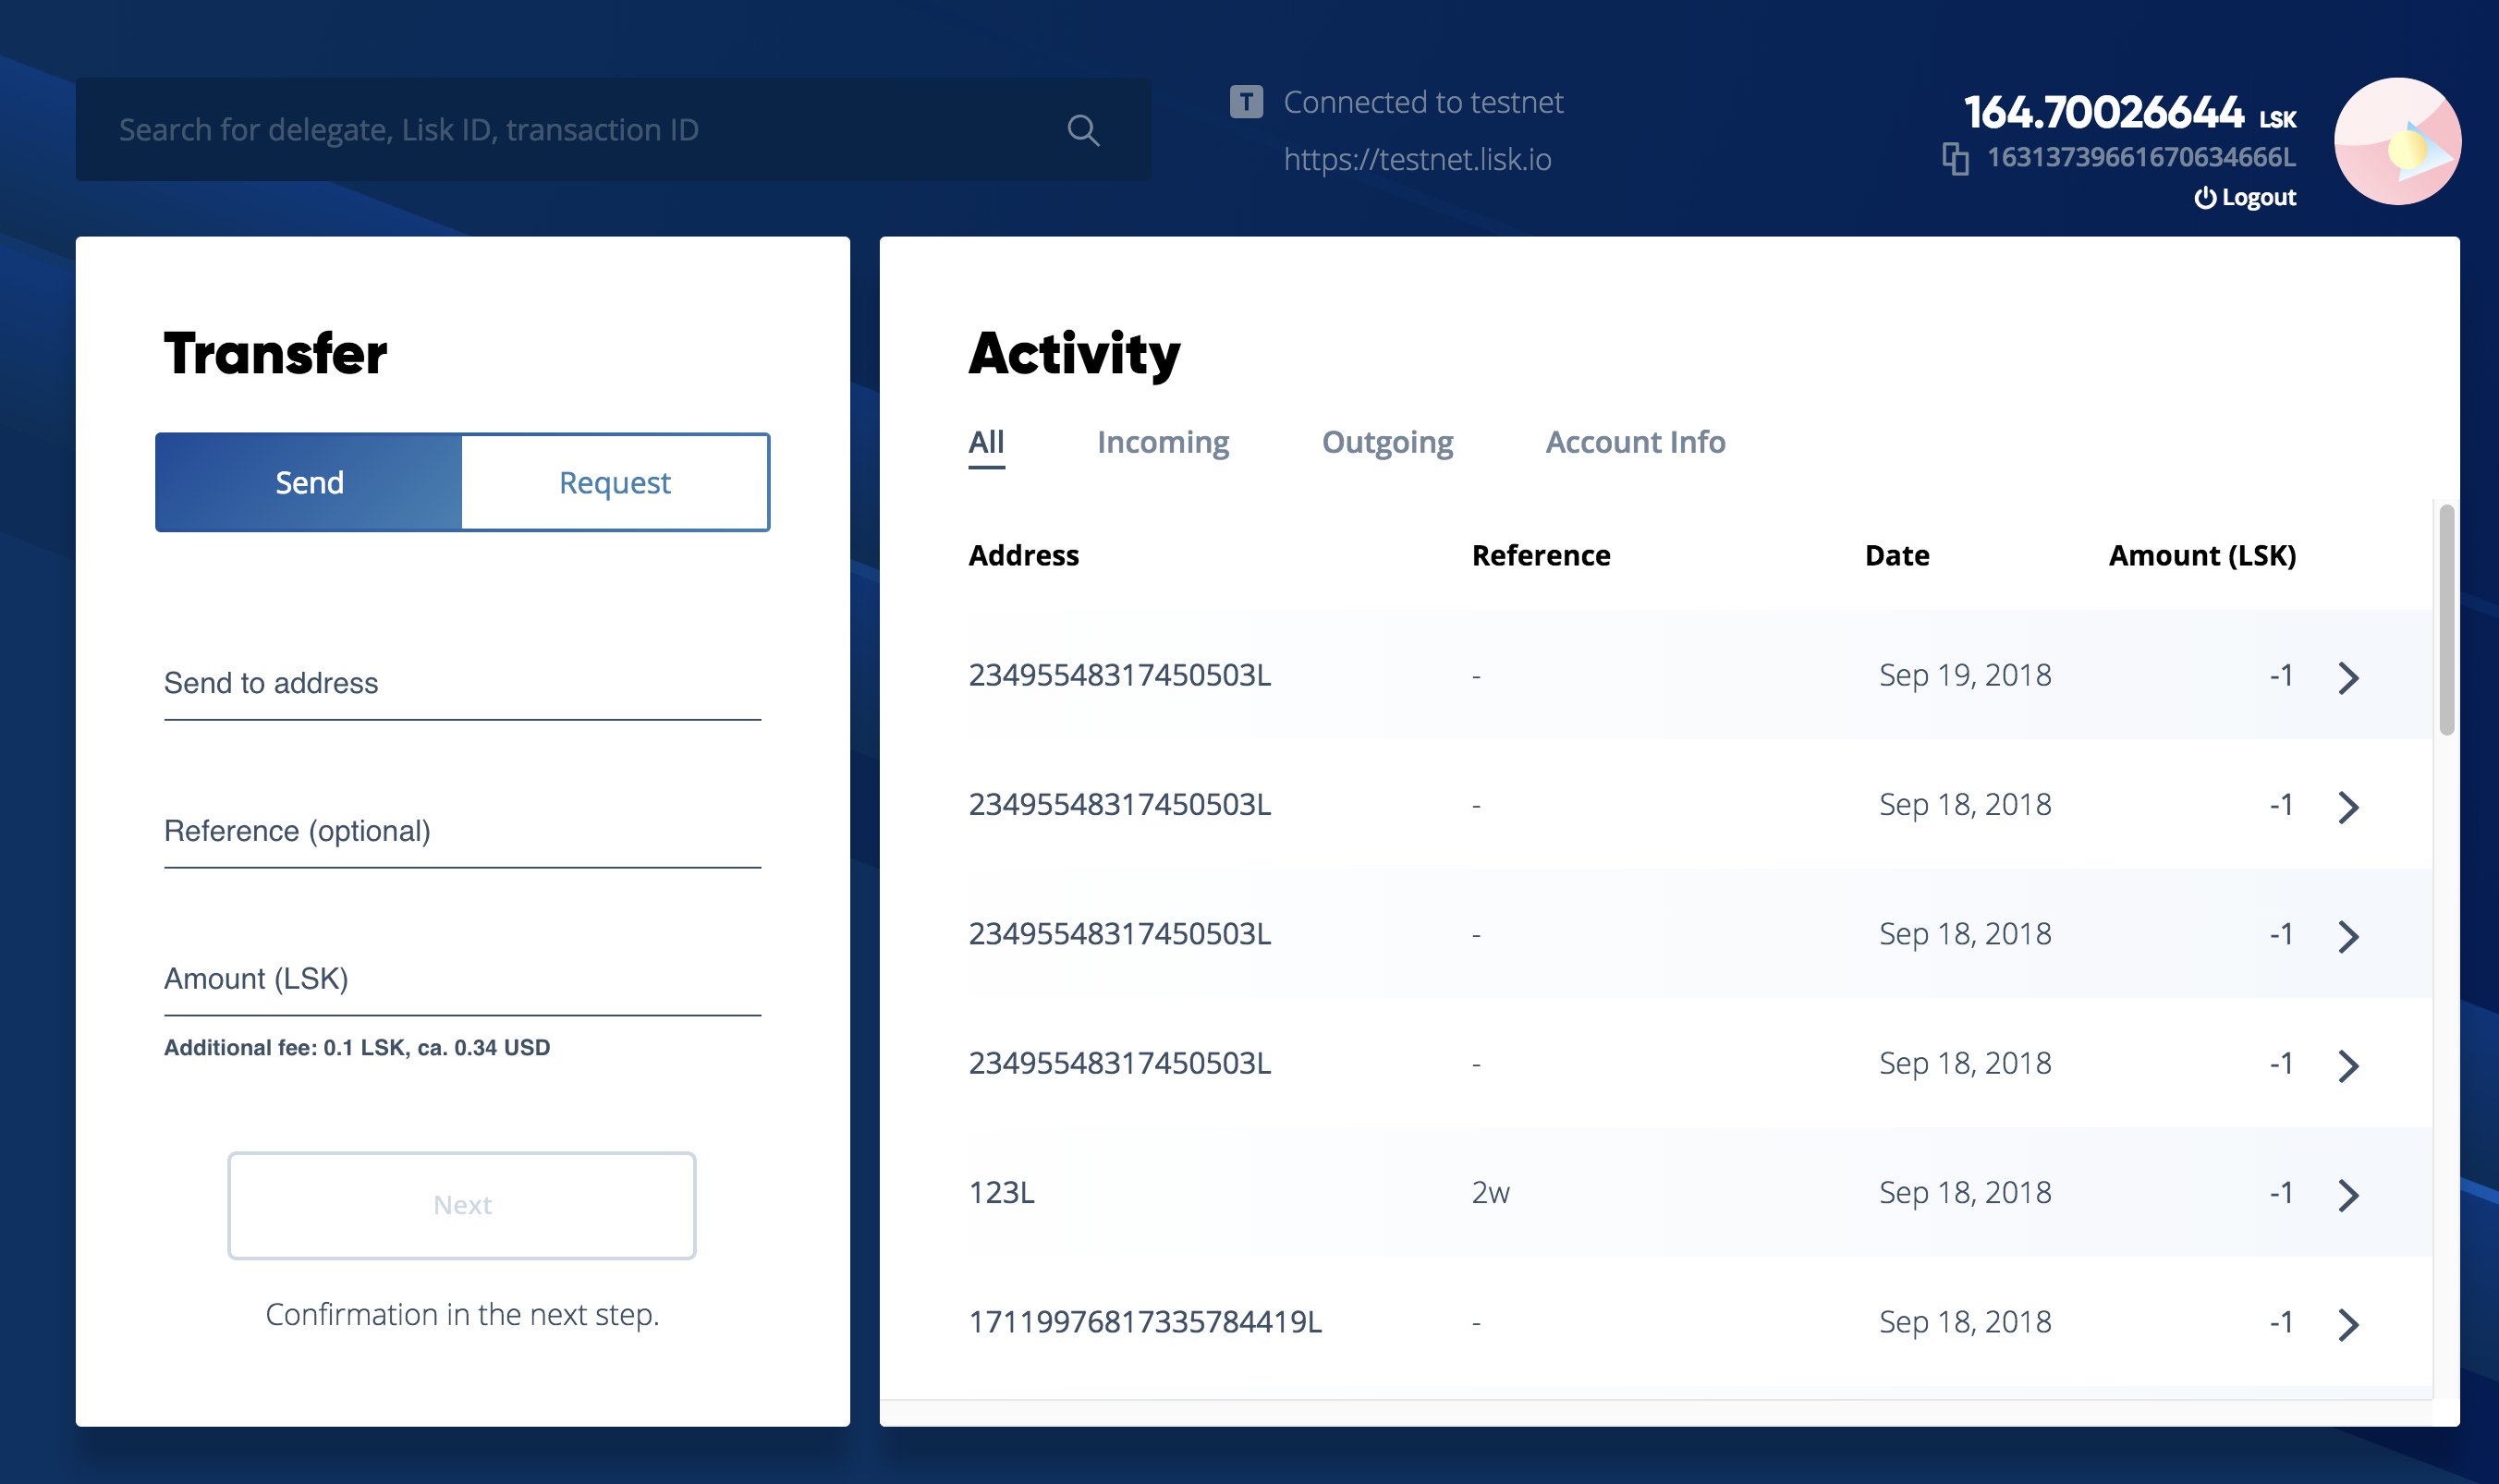 Search for delegate, Lisk ID, transaction ID
T Connected to testnet
https://testnet.lisk.io
164.70026644 LSK
16313739661670634666L
Logout
Transfer
Send Request
Send to address
Reference (optional)
Amount (LSK)
Additional fee: 0.1 LSK, ca. 0.34 USD
Next
Confirmation in the next step.
Activity
All Incoming Outgoing Account Info
Address Reference Date Amount (LSK)
23495548317450503L - Sep 19, 2018 -1
23495548317450503L - Sep 18, 2018 -1
23495548317450503L - Sep 18, 2018 -1
23495548317450503L - Sep 18, 2018 -1
123L 2w Sep 18, 2018 -1
17119976817335784419L - Sep 18, 2018 -1